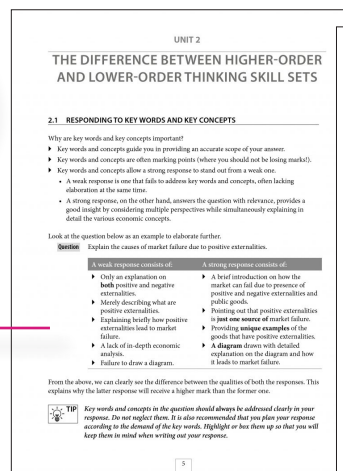 UNIT 2
THE DIFFERENCE BETWEEN HIGHER-ORDER
AND LOWER-ORDER THINKING SKILL SETS
2.1 RESPONDING TO KEY WORDS AND KEY CONCEPTS
Why are key words and key concepts important?
▶ Key words and concepts guide you in providing an accurate scope of your answer.
▶ Key words and concepts are often marking points (where you should not be losing marks!).
▶ Key words and concepts allow a strong response to stand out from a weak one.
• A weak response is one that fails to address key words and concepts, often lacking
elaboration at the same time.
• A strong response, on the other hand, answers the question with relevance, provides a
good insight by considering multiple perspectives while simultaneously explaining in
detail the various economic concepts.
Look at the question below as an example to elaborate further.
Question Explain the causes of market failure due to positive externalities.
A weak response consists of:
▶ Only an explanation on
both positive and negative
externalities.
▶ Merely describing what are
positive externalities.
▶ Explaining briefly how positive
externalities lead to market
failure.
▶ A lack of in-depth economic
analysis.
▶ Failure to draw a diagram.
A strong response consists of:
▶ A brief introduction on how the
market can fail due to presence of
positive and negative externalities and
public goods.
▶ Pointing out that positive externalities
is just one source of market failure.
▶ Providing unique examples of the
goods that have positive externalities.
▶ A diagram drawn with detailed
explanation on the diagram and how
it leads to market failure.
From the above, we can clearly see the difference between the qualities of both the responses. This
explains why the latter response will receive a higher mark than the former one.
TIP Key words and concepts in the question should always be addressed clearly in your
response. Do not neglect them. It is also recommended that you plan your response
according to the demand of the key words. Highlight or box them up so that you will
keep them in mind when writing out your response.
5